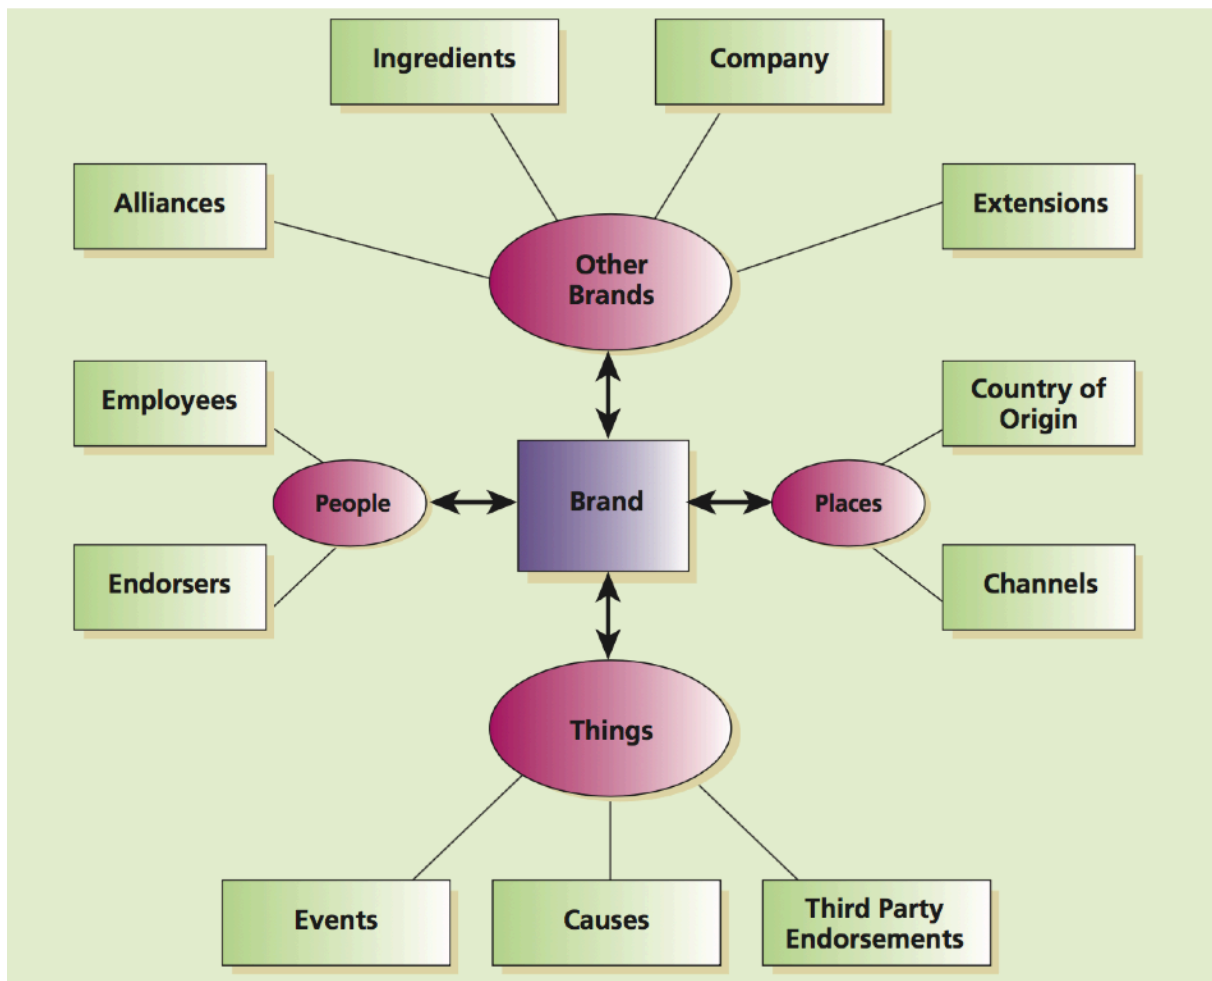 Ingredients
Company
Alliances
Extensions
Other
Brands
Employees
Country of
Origin
People
Brand
Places
Endorsers
Channels
Things
Events
Causes
Third Party
Endorsements